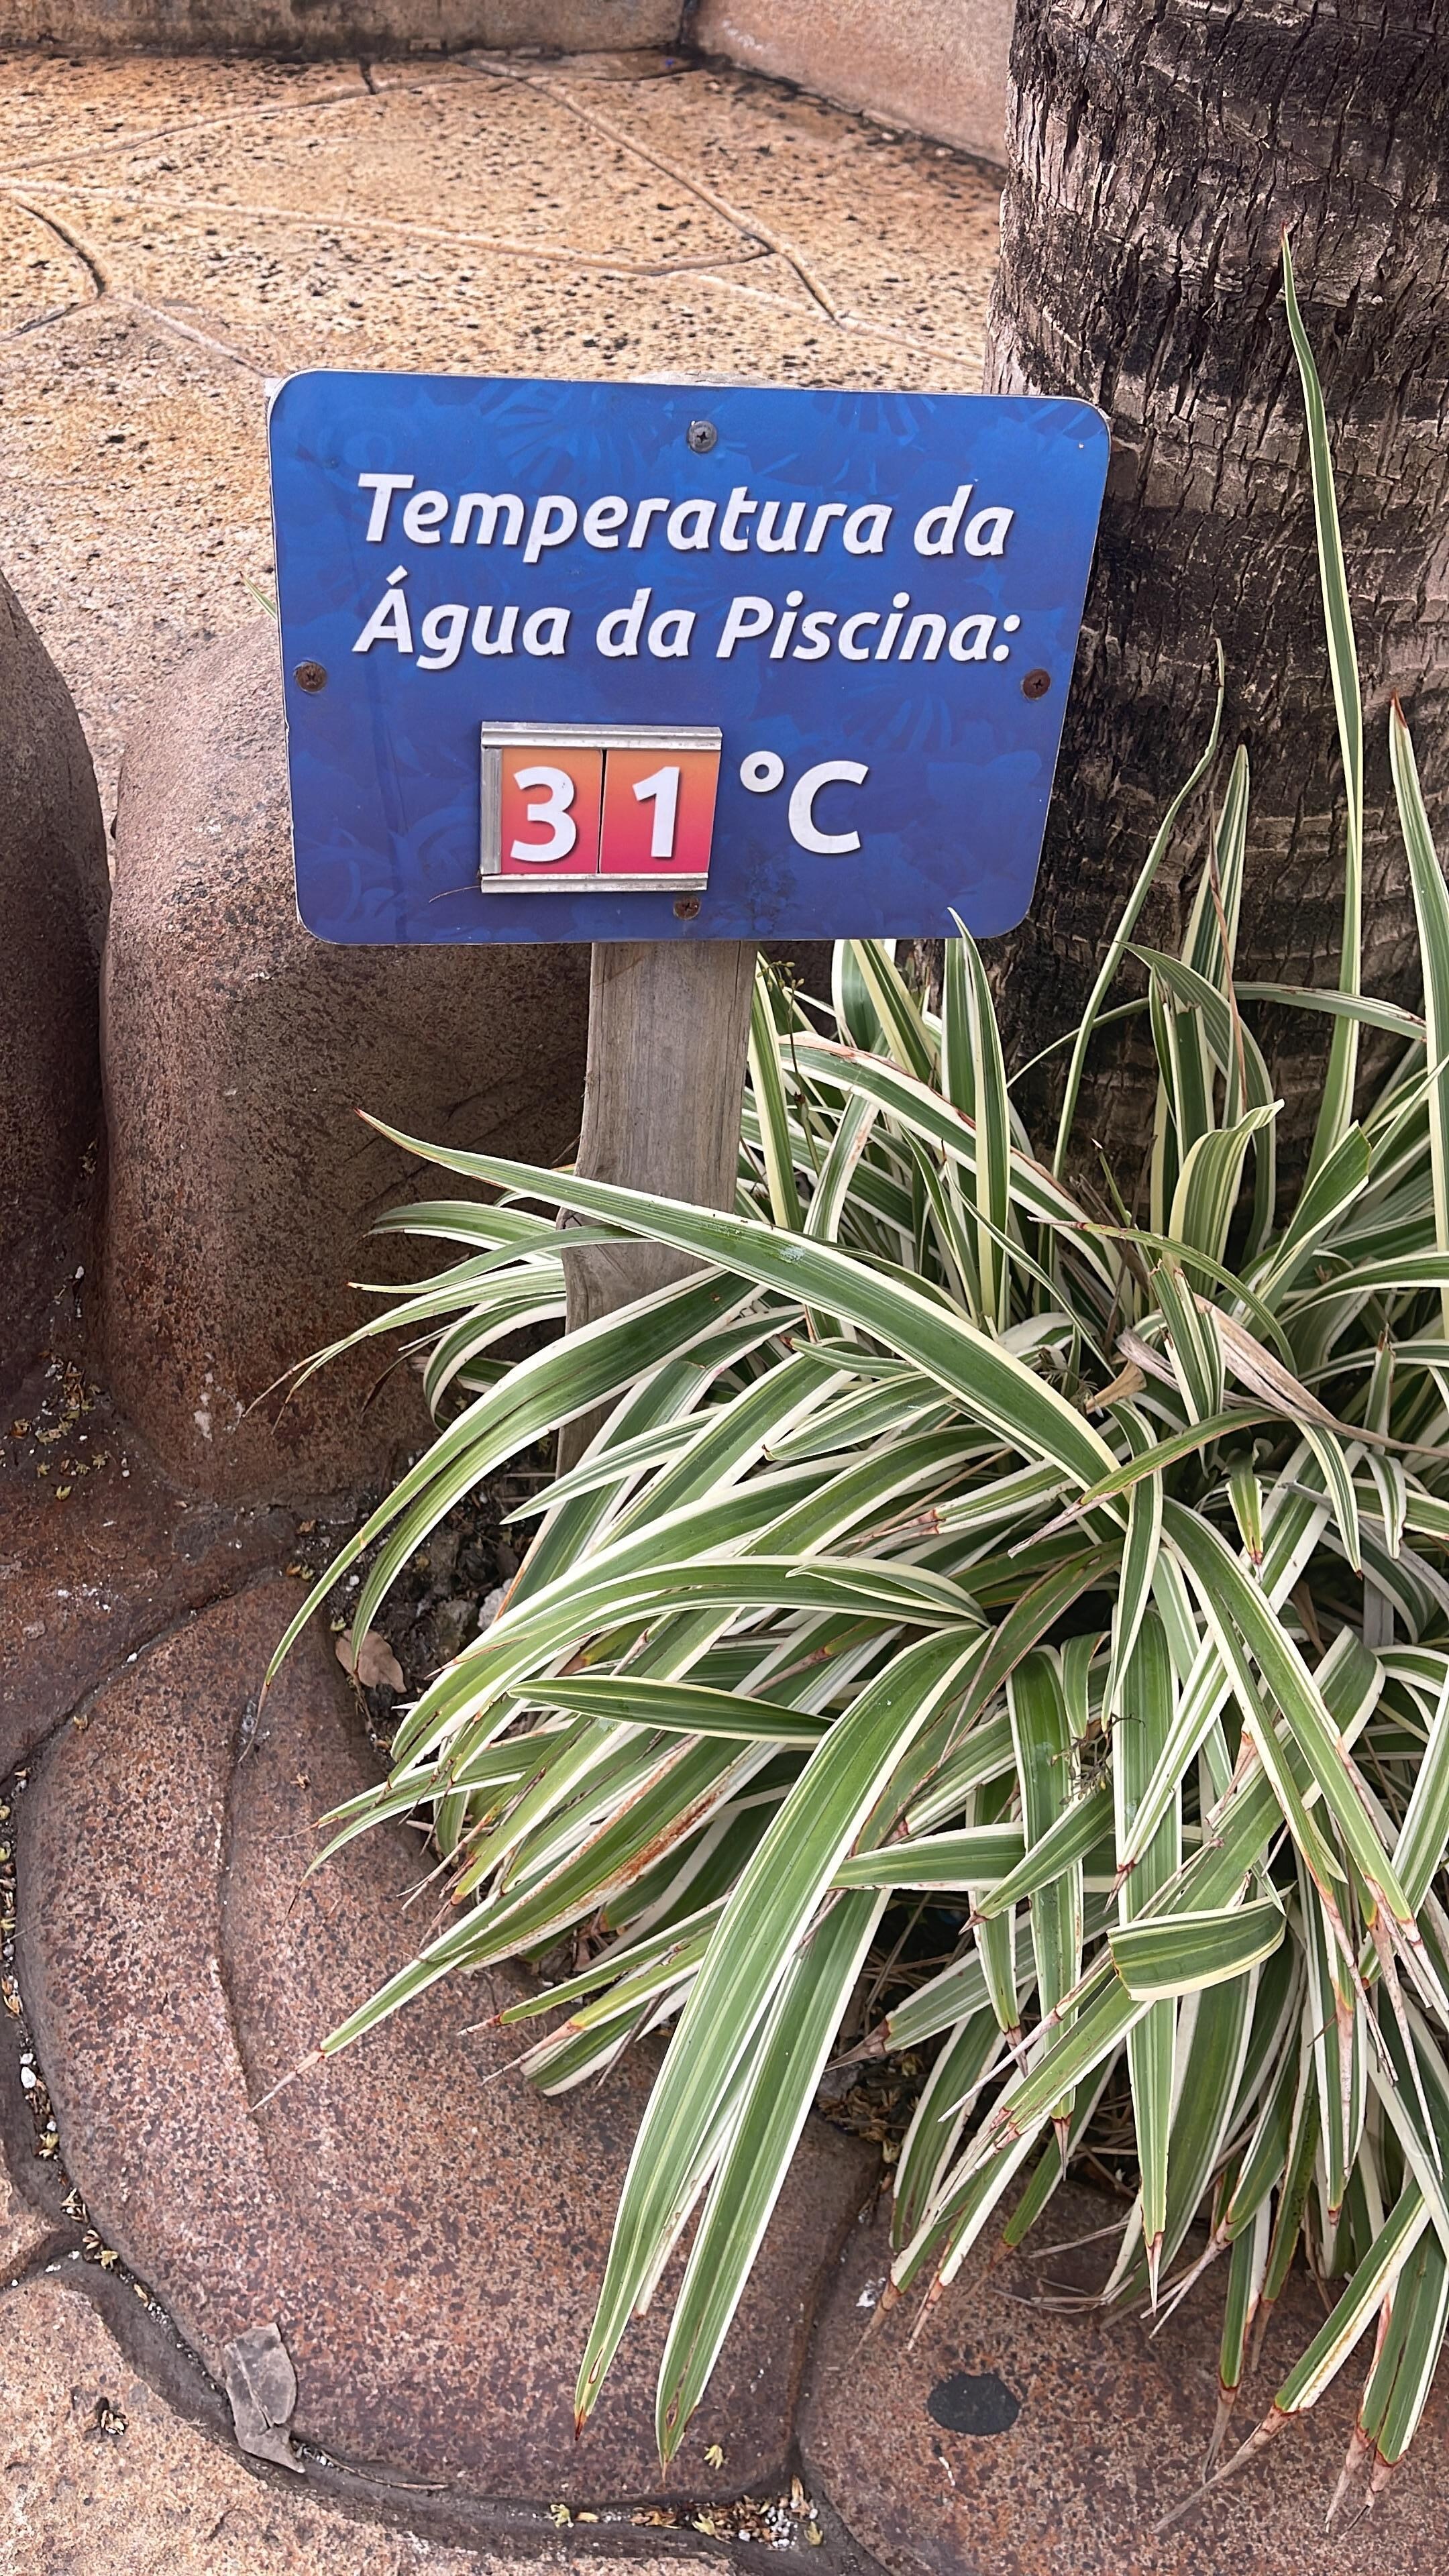 Temperatura da
Água da Piscina:
31 °C